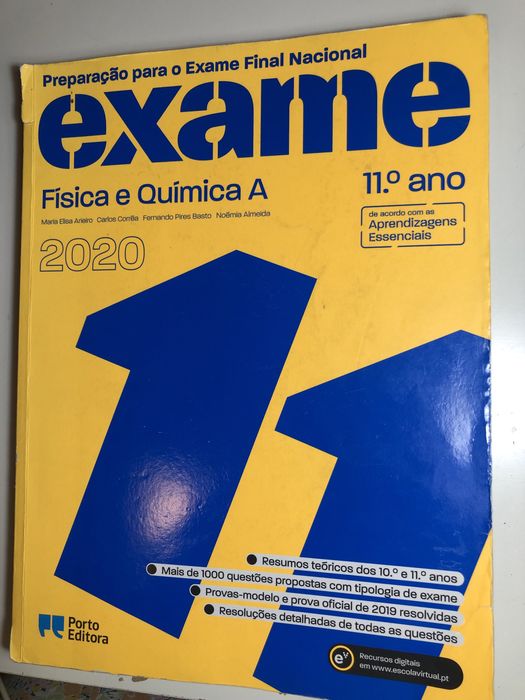 Preparação para o Exame Final Nacional
exame
Física e Química A
11.º ano
Maria Elisa Arieiro Carlos Corrêa Fernando Pires Basto Noémia Almeida
de acordo com as
Aprendizagens
Essenciais
2020
11
Resumos teóricos dos 10.º e 11.º anos
Mais de 1000 questões propostas com tipologia de exame
Provas-modelo e prova oficial de 2019 resolvidas
Resoluções detalhadas de todas as questões
Porto
Editora
eV
Recursos digitais
em www.escolavirtual.pt